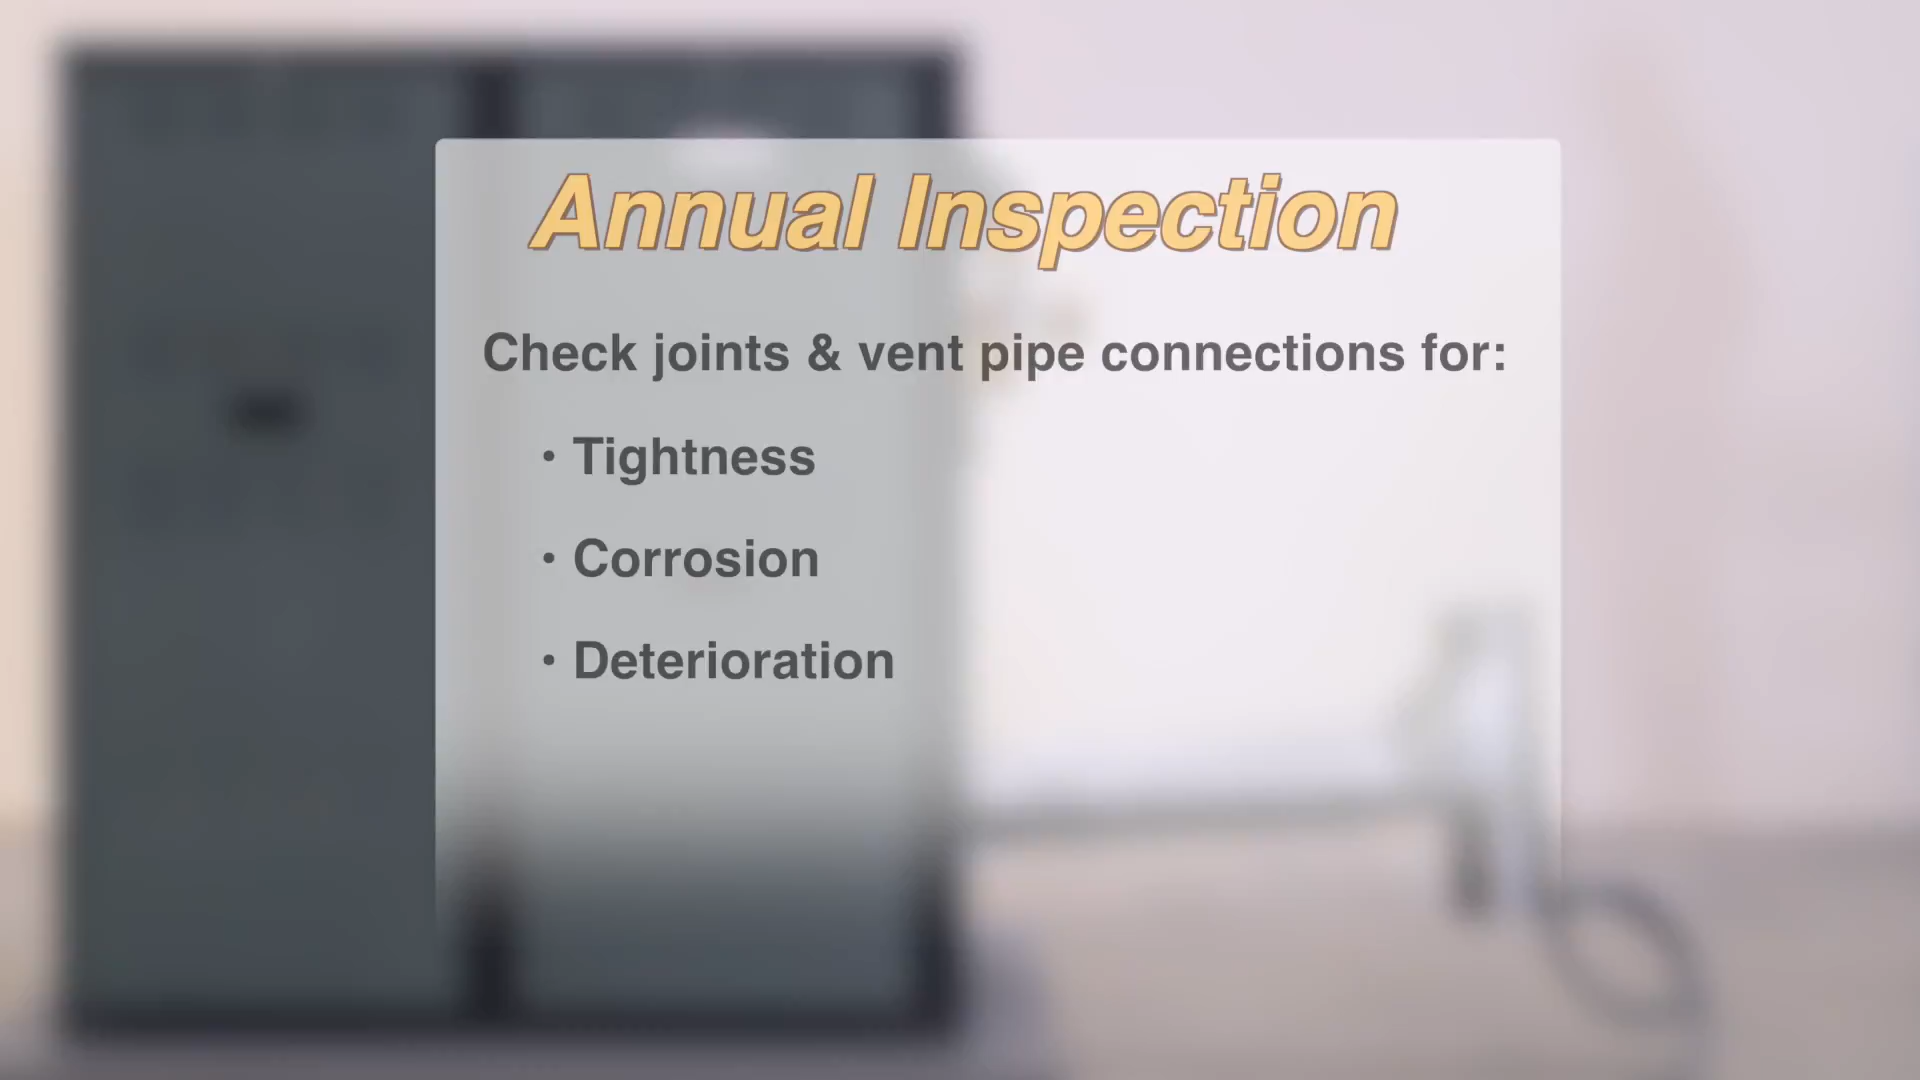 Annual Inspection
Check joints & vent pipe connections for:
• Tightness
• Corrosion
• Deterioration